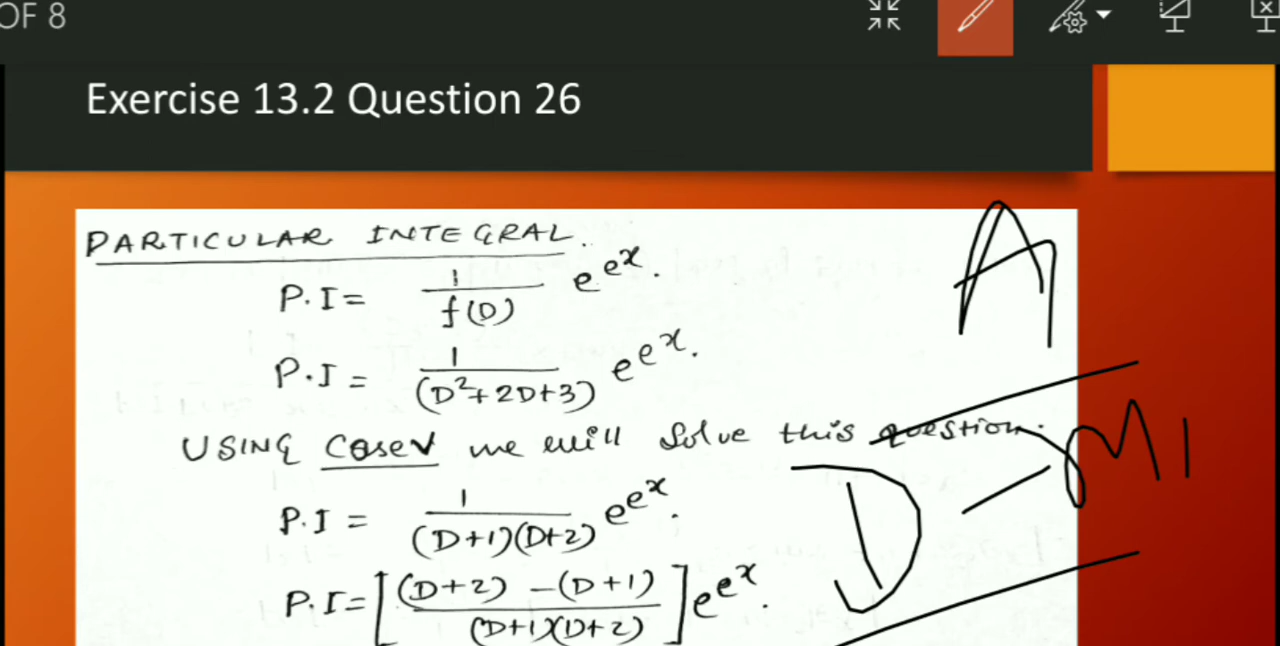 OF 8
Exercise 13.2 Question 26
PARTICULAR INTEGRAL.
P.I = 1/f(D) e^e^x.
P.I = 1/(D²+2D+3) e^e^x.
USING Case V we will solve this question.
P.I = 1/(D+1)(D+2) e^e^x.
P.I = [(D+2) -(D+1)/(D+1)(D+2)] e^e^x.
A
D - M1